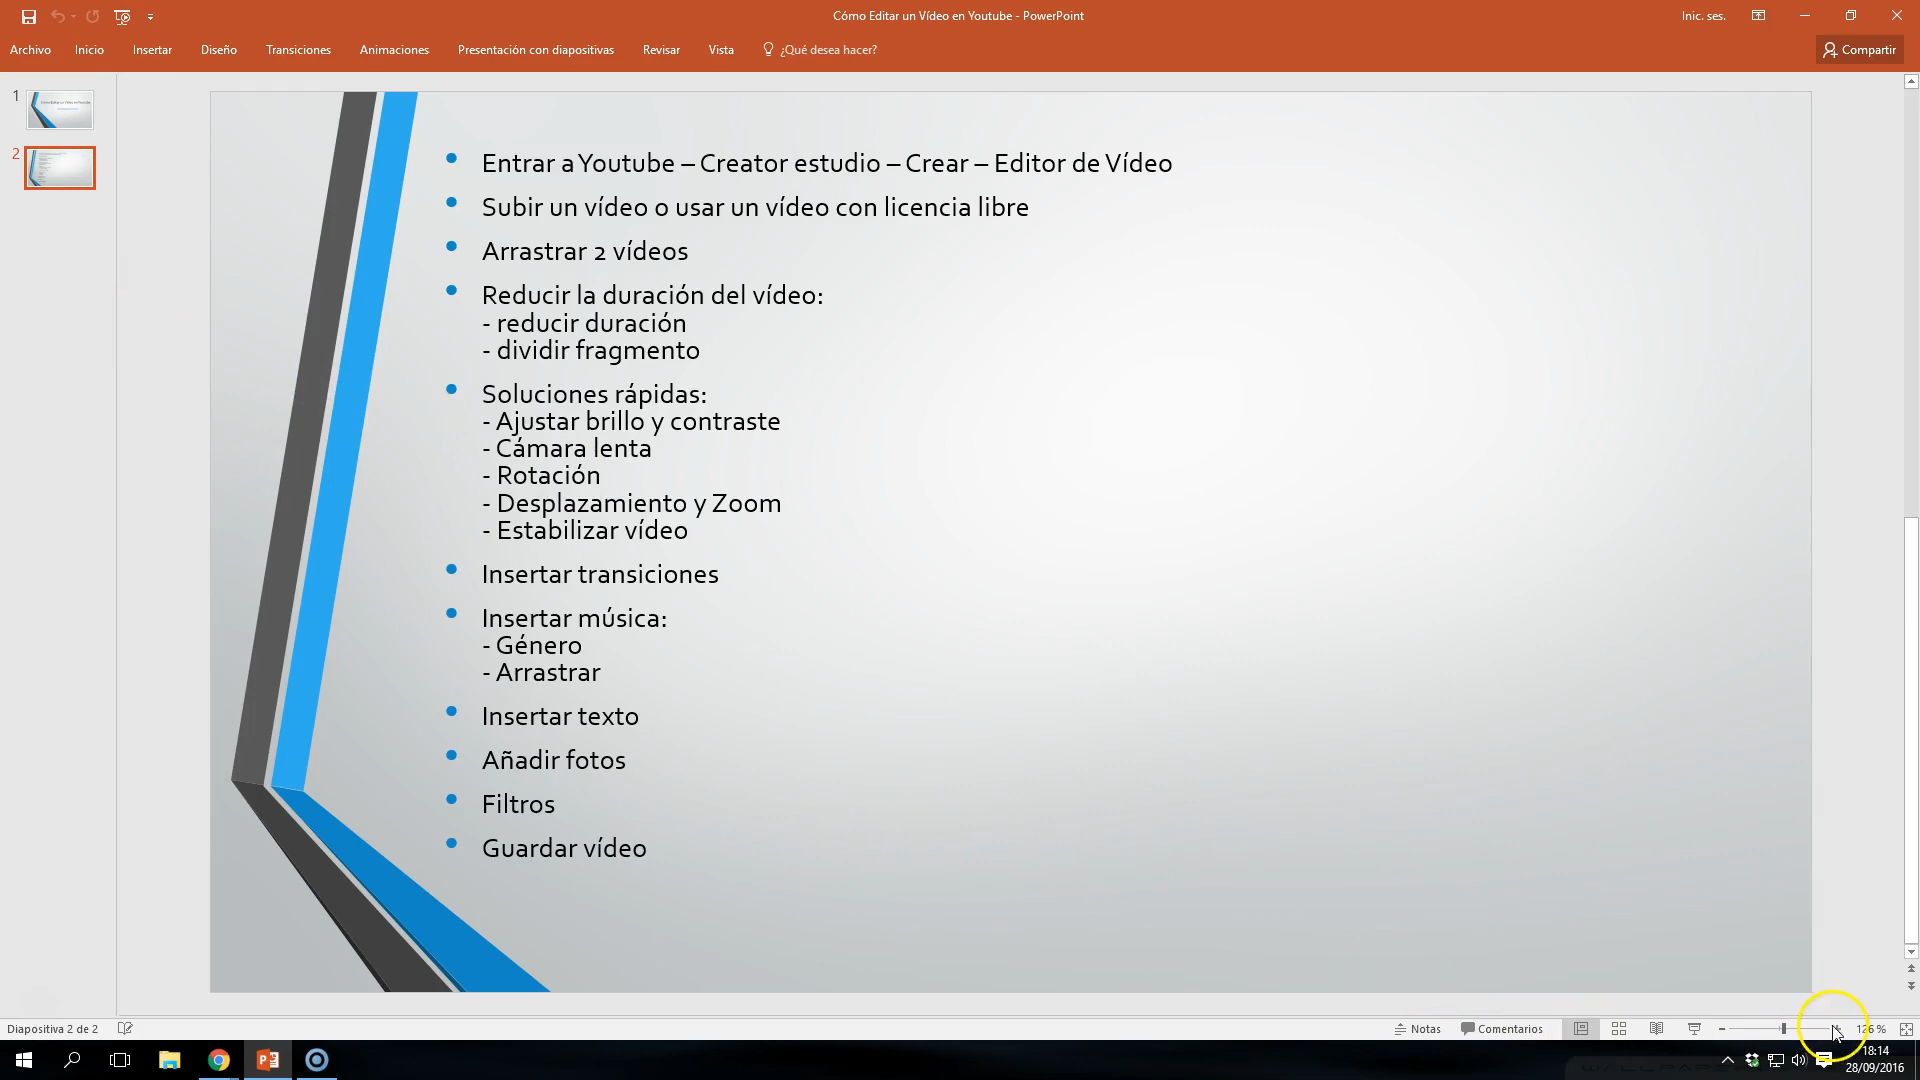 Cómo Editar un Vídeo en Youtube - PowerPoint
Inic. ses.
Archivo Inicio Insertar Diseño Transiciones Animaciones Presentación con diapositivas Revisar Vista ¿Qué desea hacer? Compartir
1
2
Entrar a Youtube – Creator estudio – Crear – Editor de Vídeo
Subir un vídeo o usar un vídeo con licencia libre
Arrastrar 2 vídeos
Reducir la duración del vídeo:
- reducir duración
- dividir fragmento
Soluciones rápidas:
- Ajustar brillo y contraste
- Cámara lenta
- Rotación
- Desplazamiento y Zoom
- Estabilizar vídeo
Insertar transiciones
Insertar música:
- Género
- Arrastrar
Insertar texto
Añadir fotos
Filtros
Guardar vídeo
Diapositiva 2 de 2 Notas Comentarios 126 %
18:14
28/09/2016